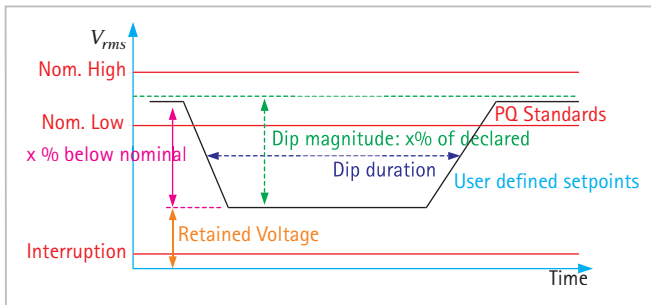 Vrms
Nom. High
Nom. Low
PQ Standards
Dip magnitude: x% of declared
x % below nominal
Dip duration
User defined setpoints
Retained Voltage
Interruption
Time